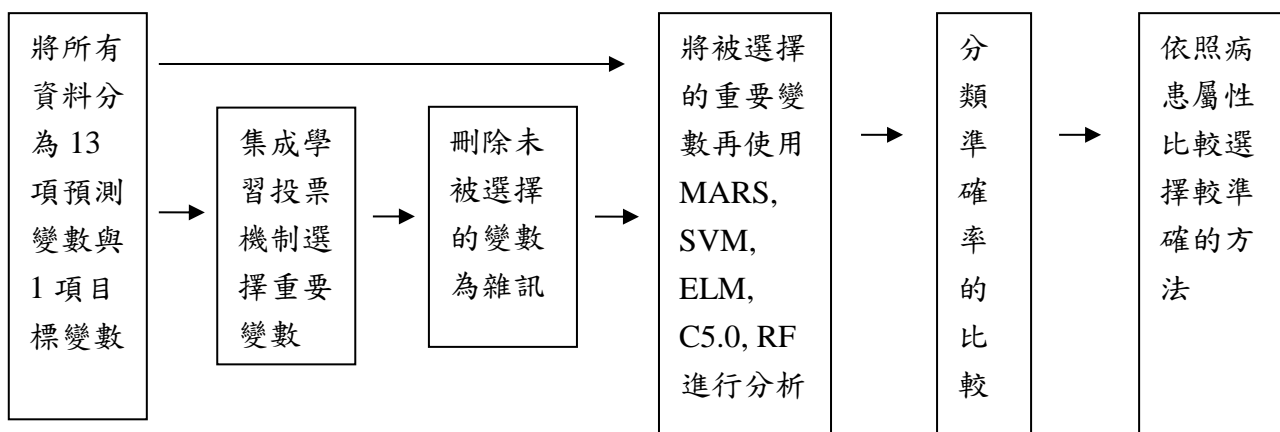 將所有
資料分
為 13
項預測
變數與
1 項目
標變數
集成學
習投票
機制選
擇重要
變數
刪除未
被選擇
的變數
為雜訊
將被選擇
的重要變
數再使用
MARS,
SVM,
ELM,
C5.0, RF
進行分析
分
類
準
確
率
的
比
較
依照病
患屬性
比較選
擇較準
確的方
法